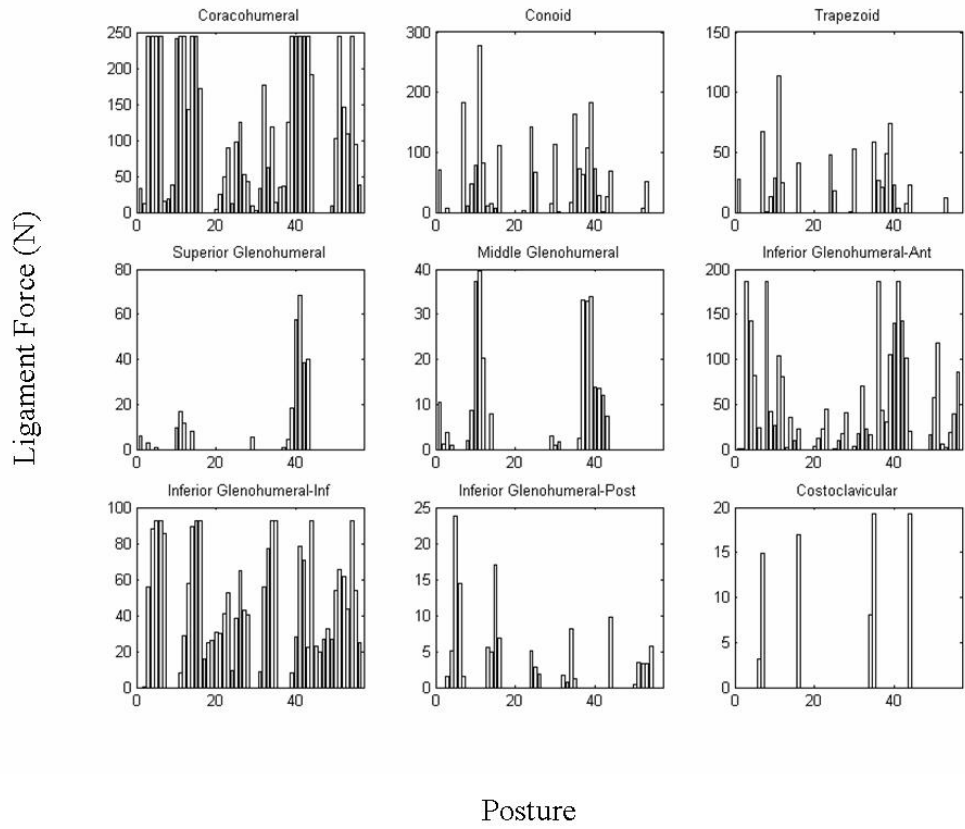 Coracohumeral
Conoid
Trapezoid
250
200
150
100
50
0
0 20 40
300
200
100
0
0 20 40
150
100
50
0
0 20 40
Superior Glenohumeral
Middle Glenohumeral
Inferior Glenohumeral-Ant
80
60
40
20
0
0 20 40
40
30
20
10
0
0 20 40
200
150
100
50
0
0 20 40
Inferior Glenohumeral-Inf
Inferior Glenohumeral-Post
Costoclavicular
100
80
60
40
20
0
0 20 40
25
20
15
10
5
0
0 20 40
20
15
10
5
0
0 20 40
Ligament Force (N)
Posture